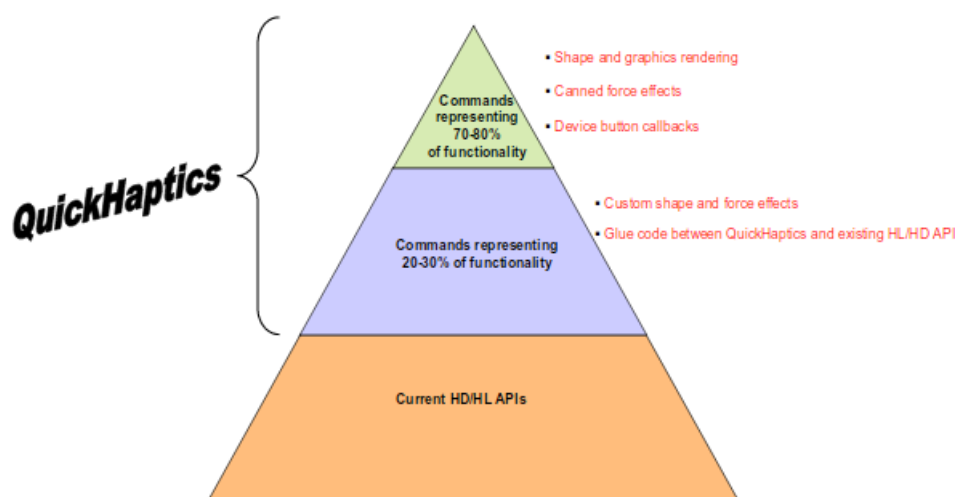 QuickHaptics
Commands
representing
70-80%
of functionality
▪ Shape and graphics rendering
▪ Canned force effects
▪ Device button callbacks
Commands representing
20-30% of functionality
▪ Custom shape and force effects
▪ Glue code between QuickHaptics and existing HL/HD API
Current HD/HL APIs